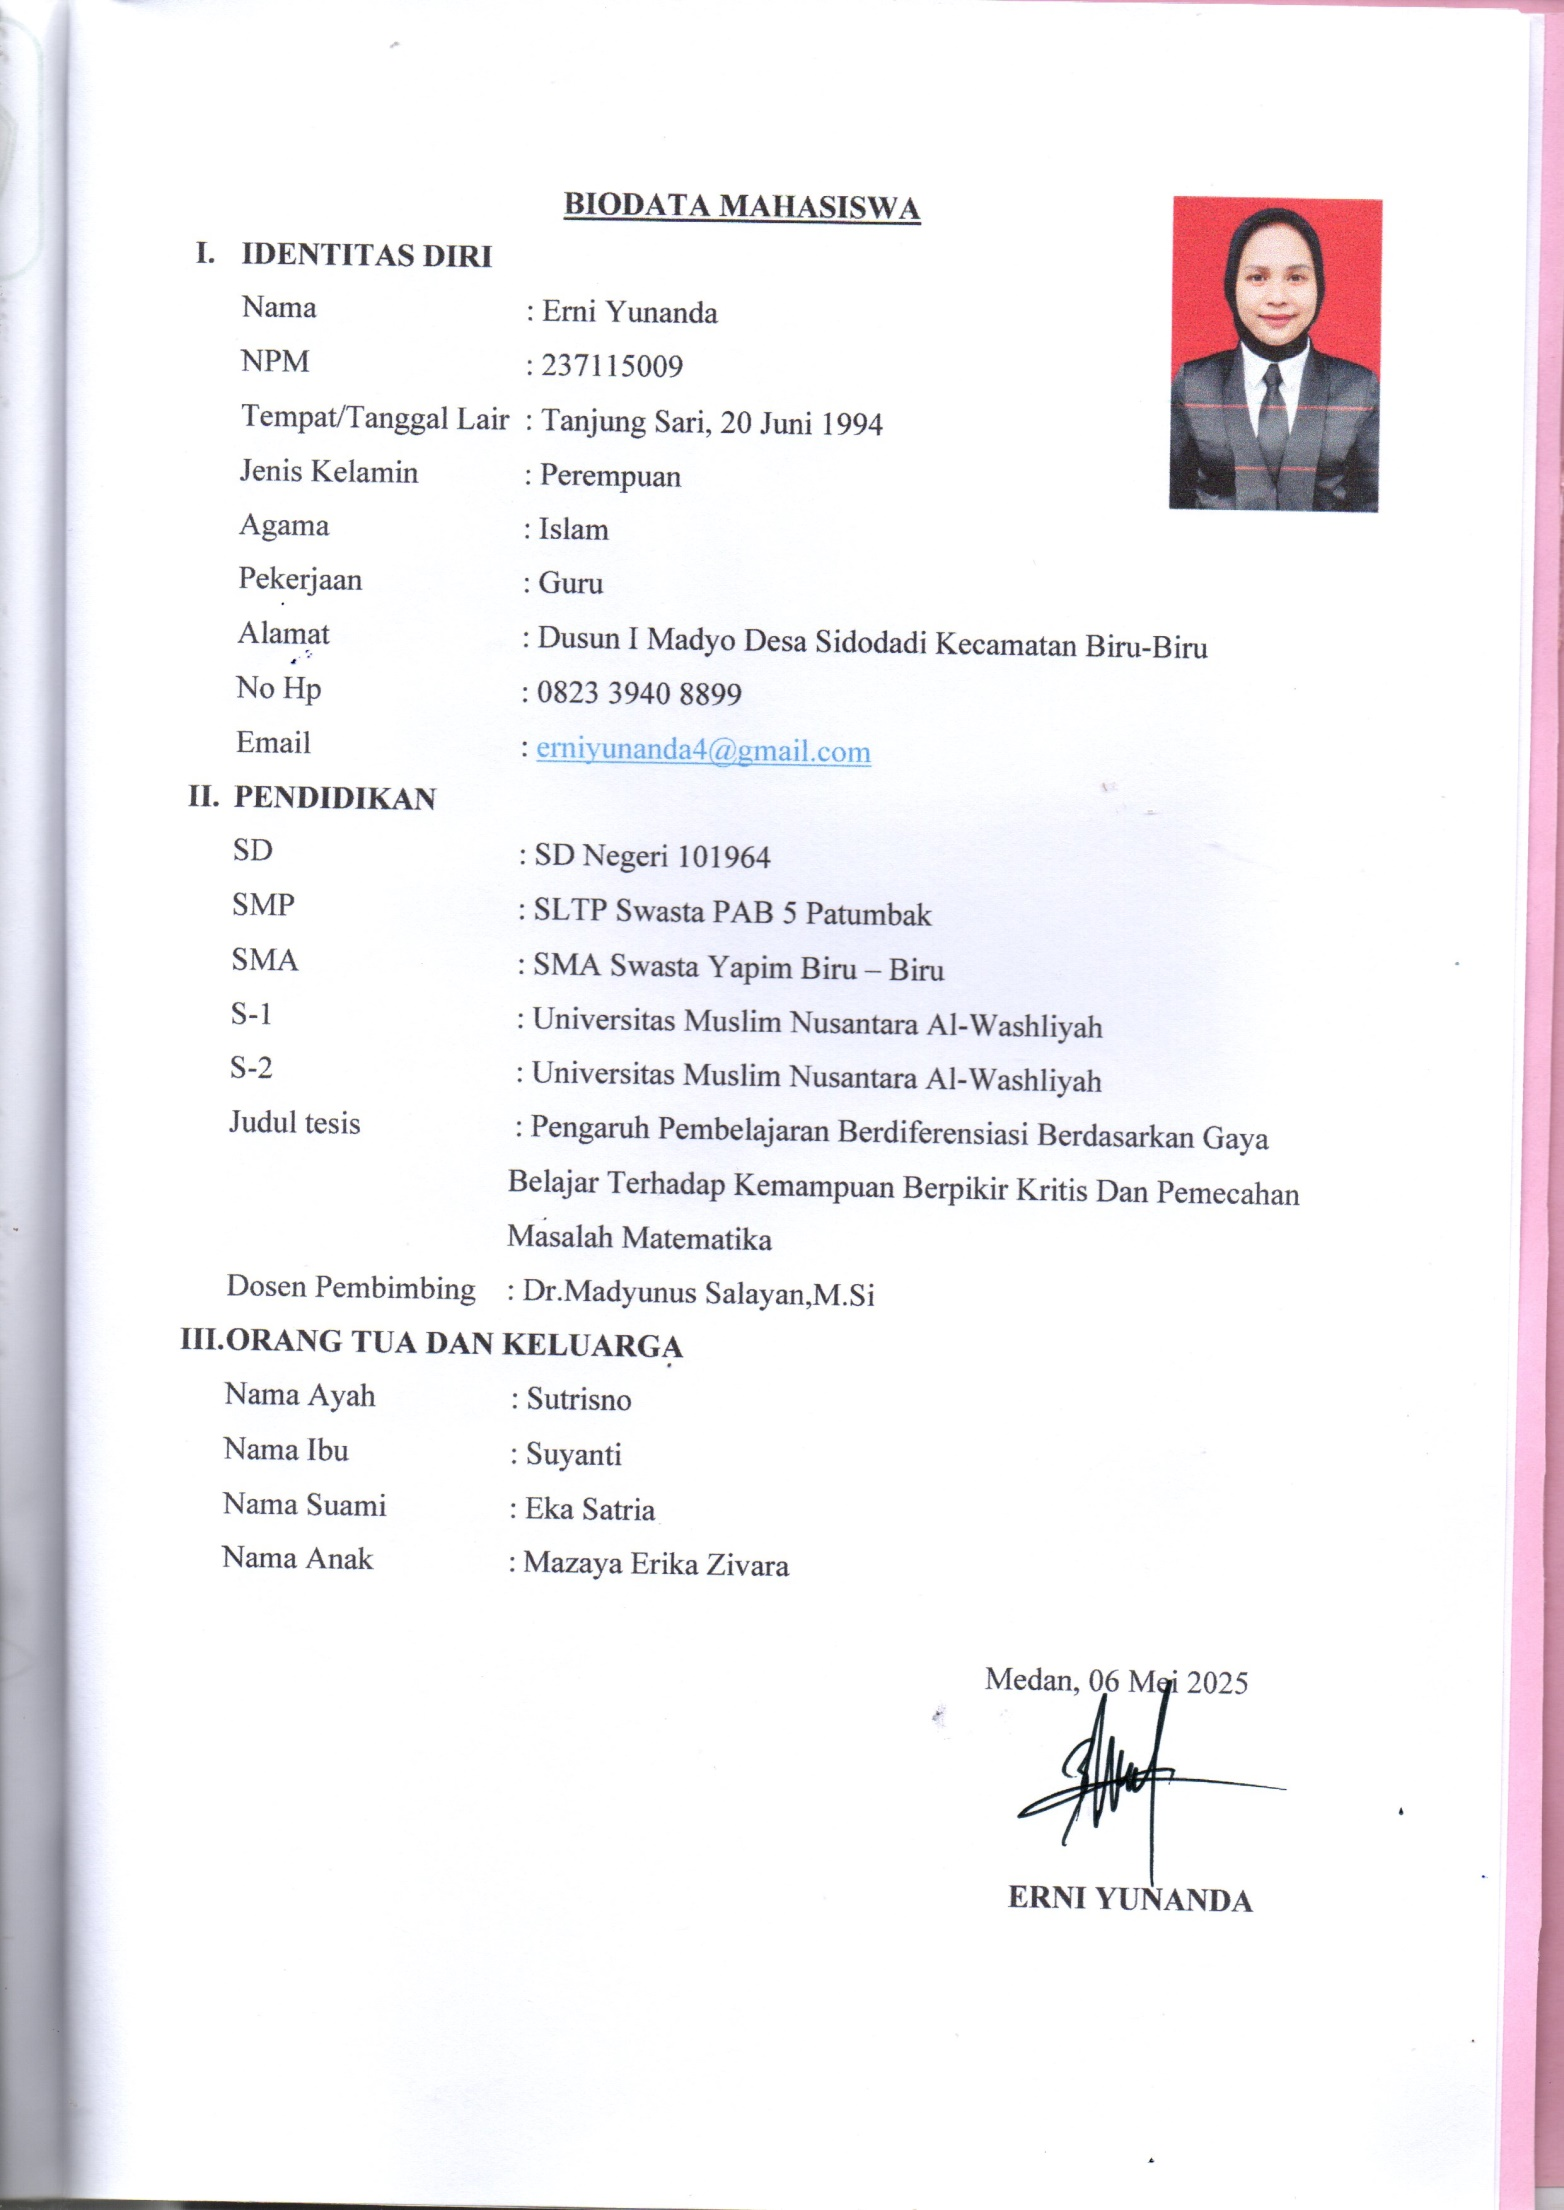 BIODATA MAHASISWA
I. IDENTITAS DIRI
Nama : Erni Yunanda
NPM : 237115009
Tempat/Tanggal Lair : Tanjung Sari, 20 Juni 1994
Jenis Kelamin : Perempuan
Agama : Islam
Pekerjaan : Guru
Alamat : Dusun I Madyo Desa Sidodadi Kecamatan Biru-Biru
No Hp : 0823 3940 8899
Email : erniyunanda4@gmail.com
II. PENDIDIKAN
SD : SD Negeri 101964
SMP : SLTP Swasta PAB 5 Patumbak
SMA : SMA Swasta Yapim Biru – Biru
S-1 : Universitas Muslim Nusantara Al-Washliyah
S-2 : Universitas Muslim Nusantara Al-Washliyah
Judul tesis : Pengaruh Pembelajaran Berdiferensiasi Berdasarkan Gaya
Belajar Terhadap Kemampuan Berpikir Kritis Dan Pemecahan
Masalah Matematika
Dosen Pembimbing : Dr.Madyunus Salayan,M.Si
III.ORANG TUA DAN KELUARGA
Nama Ayah : Sutrisno
Nama Ibu : Suyanti
Nama Suami : Eka Satria
Nama Anak : Mazaya Erika Zivara
Medan, 06 Mei 2025
ERNI YUNANDA